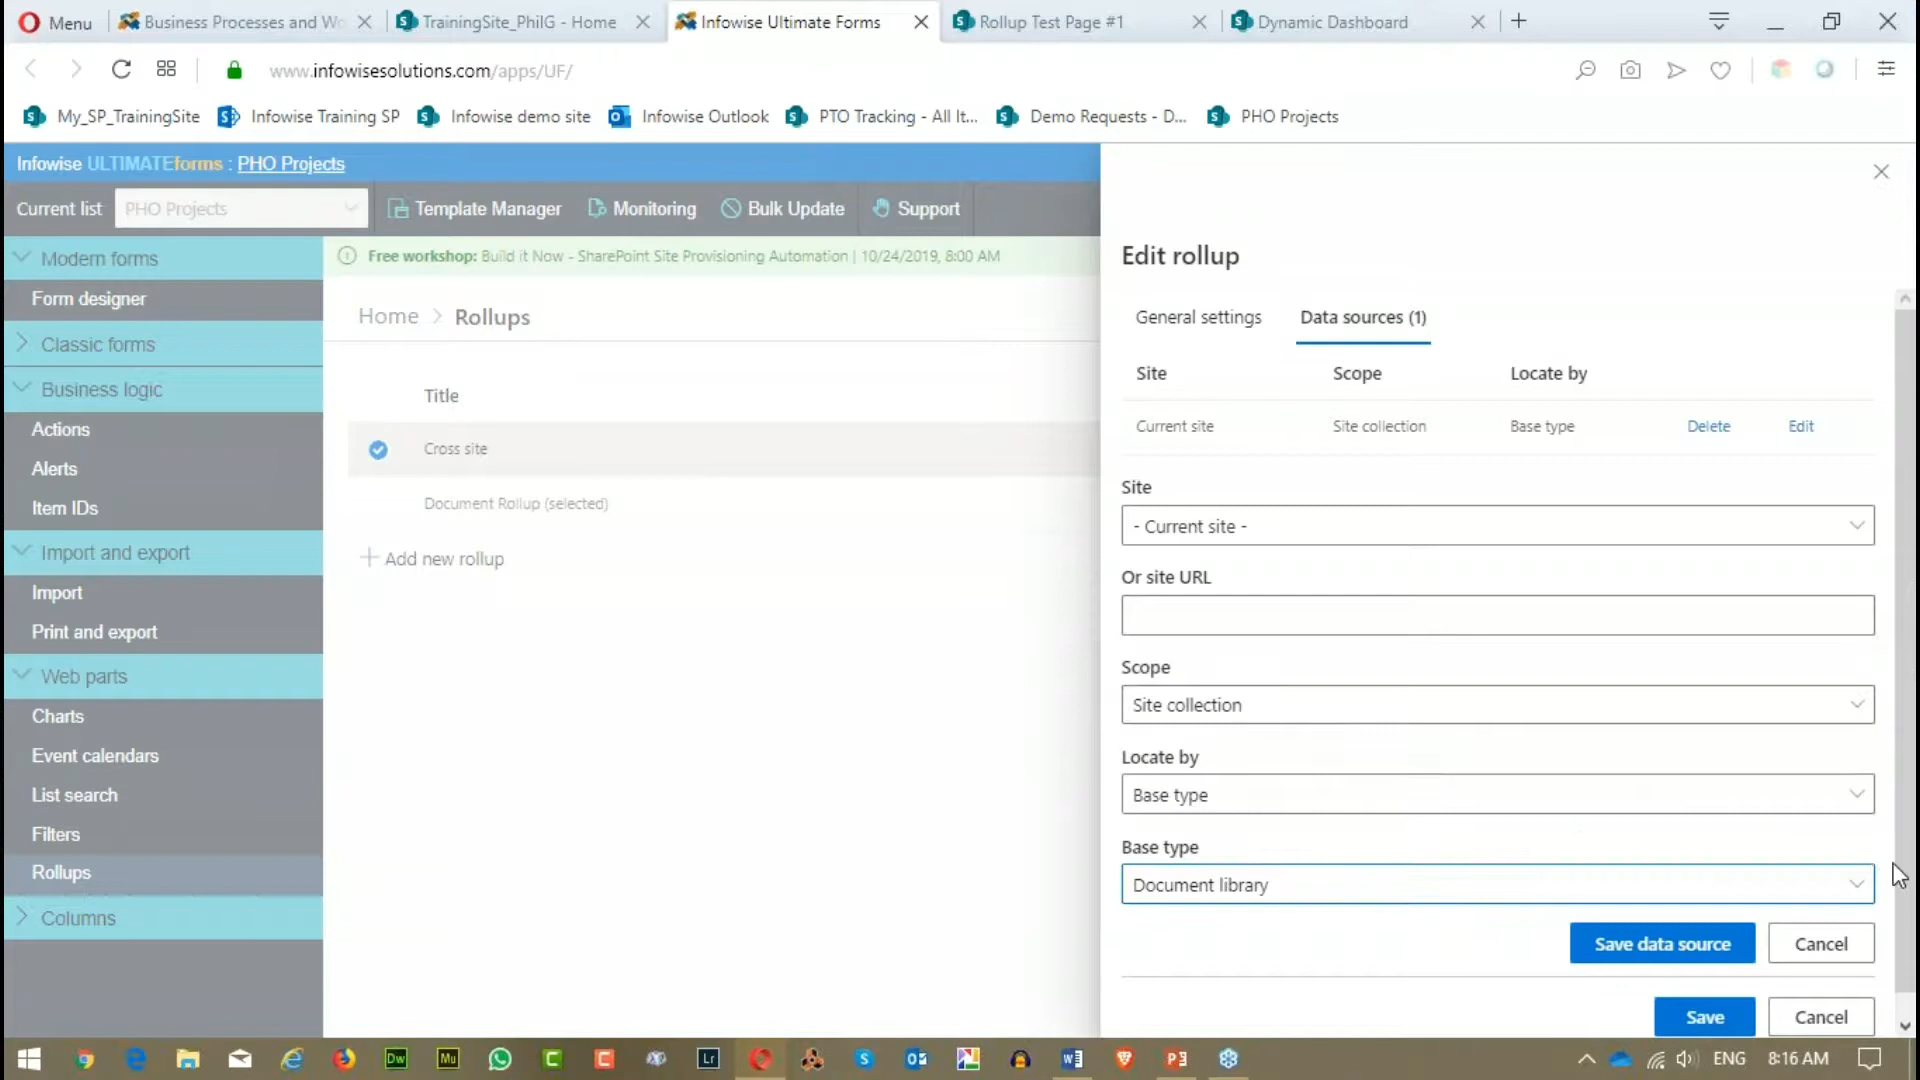 Menu
Business Processes and Wo
TrainingSite_PhilG - Home
Infowise Ultimate Forms
Rollup Test Page #1
Dynamic Dashboard
www.infowisesolutions.com/apps/UF/
My_SP_TrainingSite
Infowise Training SP
Infowise demo site
Infowise Outlook
PTO Tracking - All It...
Demo Requests - D...
PHO Projects
Infowise ULTIMATEforms : PHO Projects
Current list
PHO Projects
Template Manager
Monitoring
Bulk Update
Support
Modern forms
Form designer
Classic forms
Business logic
Actions
Alerts
Item IDs
Import and export
Import
Print and export
Web parts
Charts
Event calendars
List search
Filters
Rollups
Columns
Free workshop: Build it Now - SharePoint Site Provisioning Automation | 10/24/2019, 8:00 AM
Home > Rollups
Title
Cross site
Document Rollup (selected)
Add new rollup
Edit rollup
General settings
Data sources (1)
Site Scope Locate by
Current site Site collection Base type Delete Edit
Site
- Current site -
Or site URL
Scope
Site collection
Locate by
Base type
Base type
Document library
Save data source
Cancel
Save
Cancel
Dw
Mu
Lr
ENG
8:16 AM